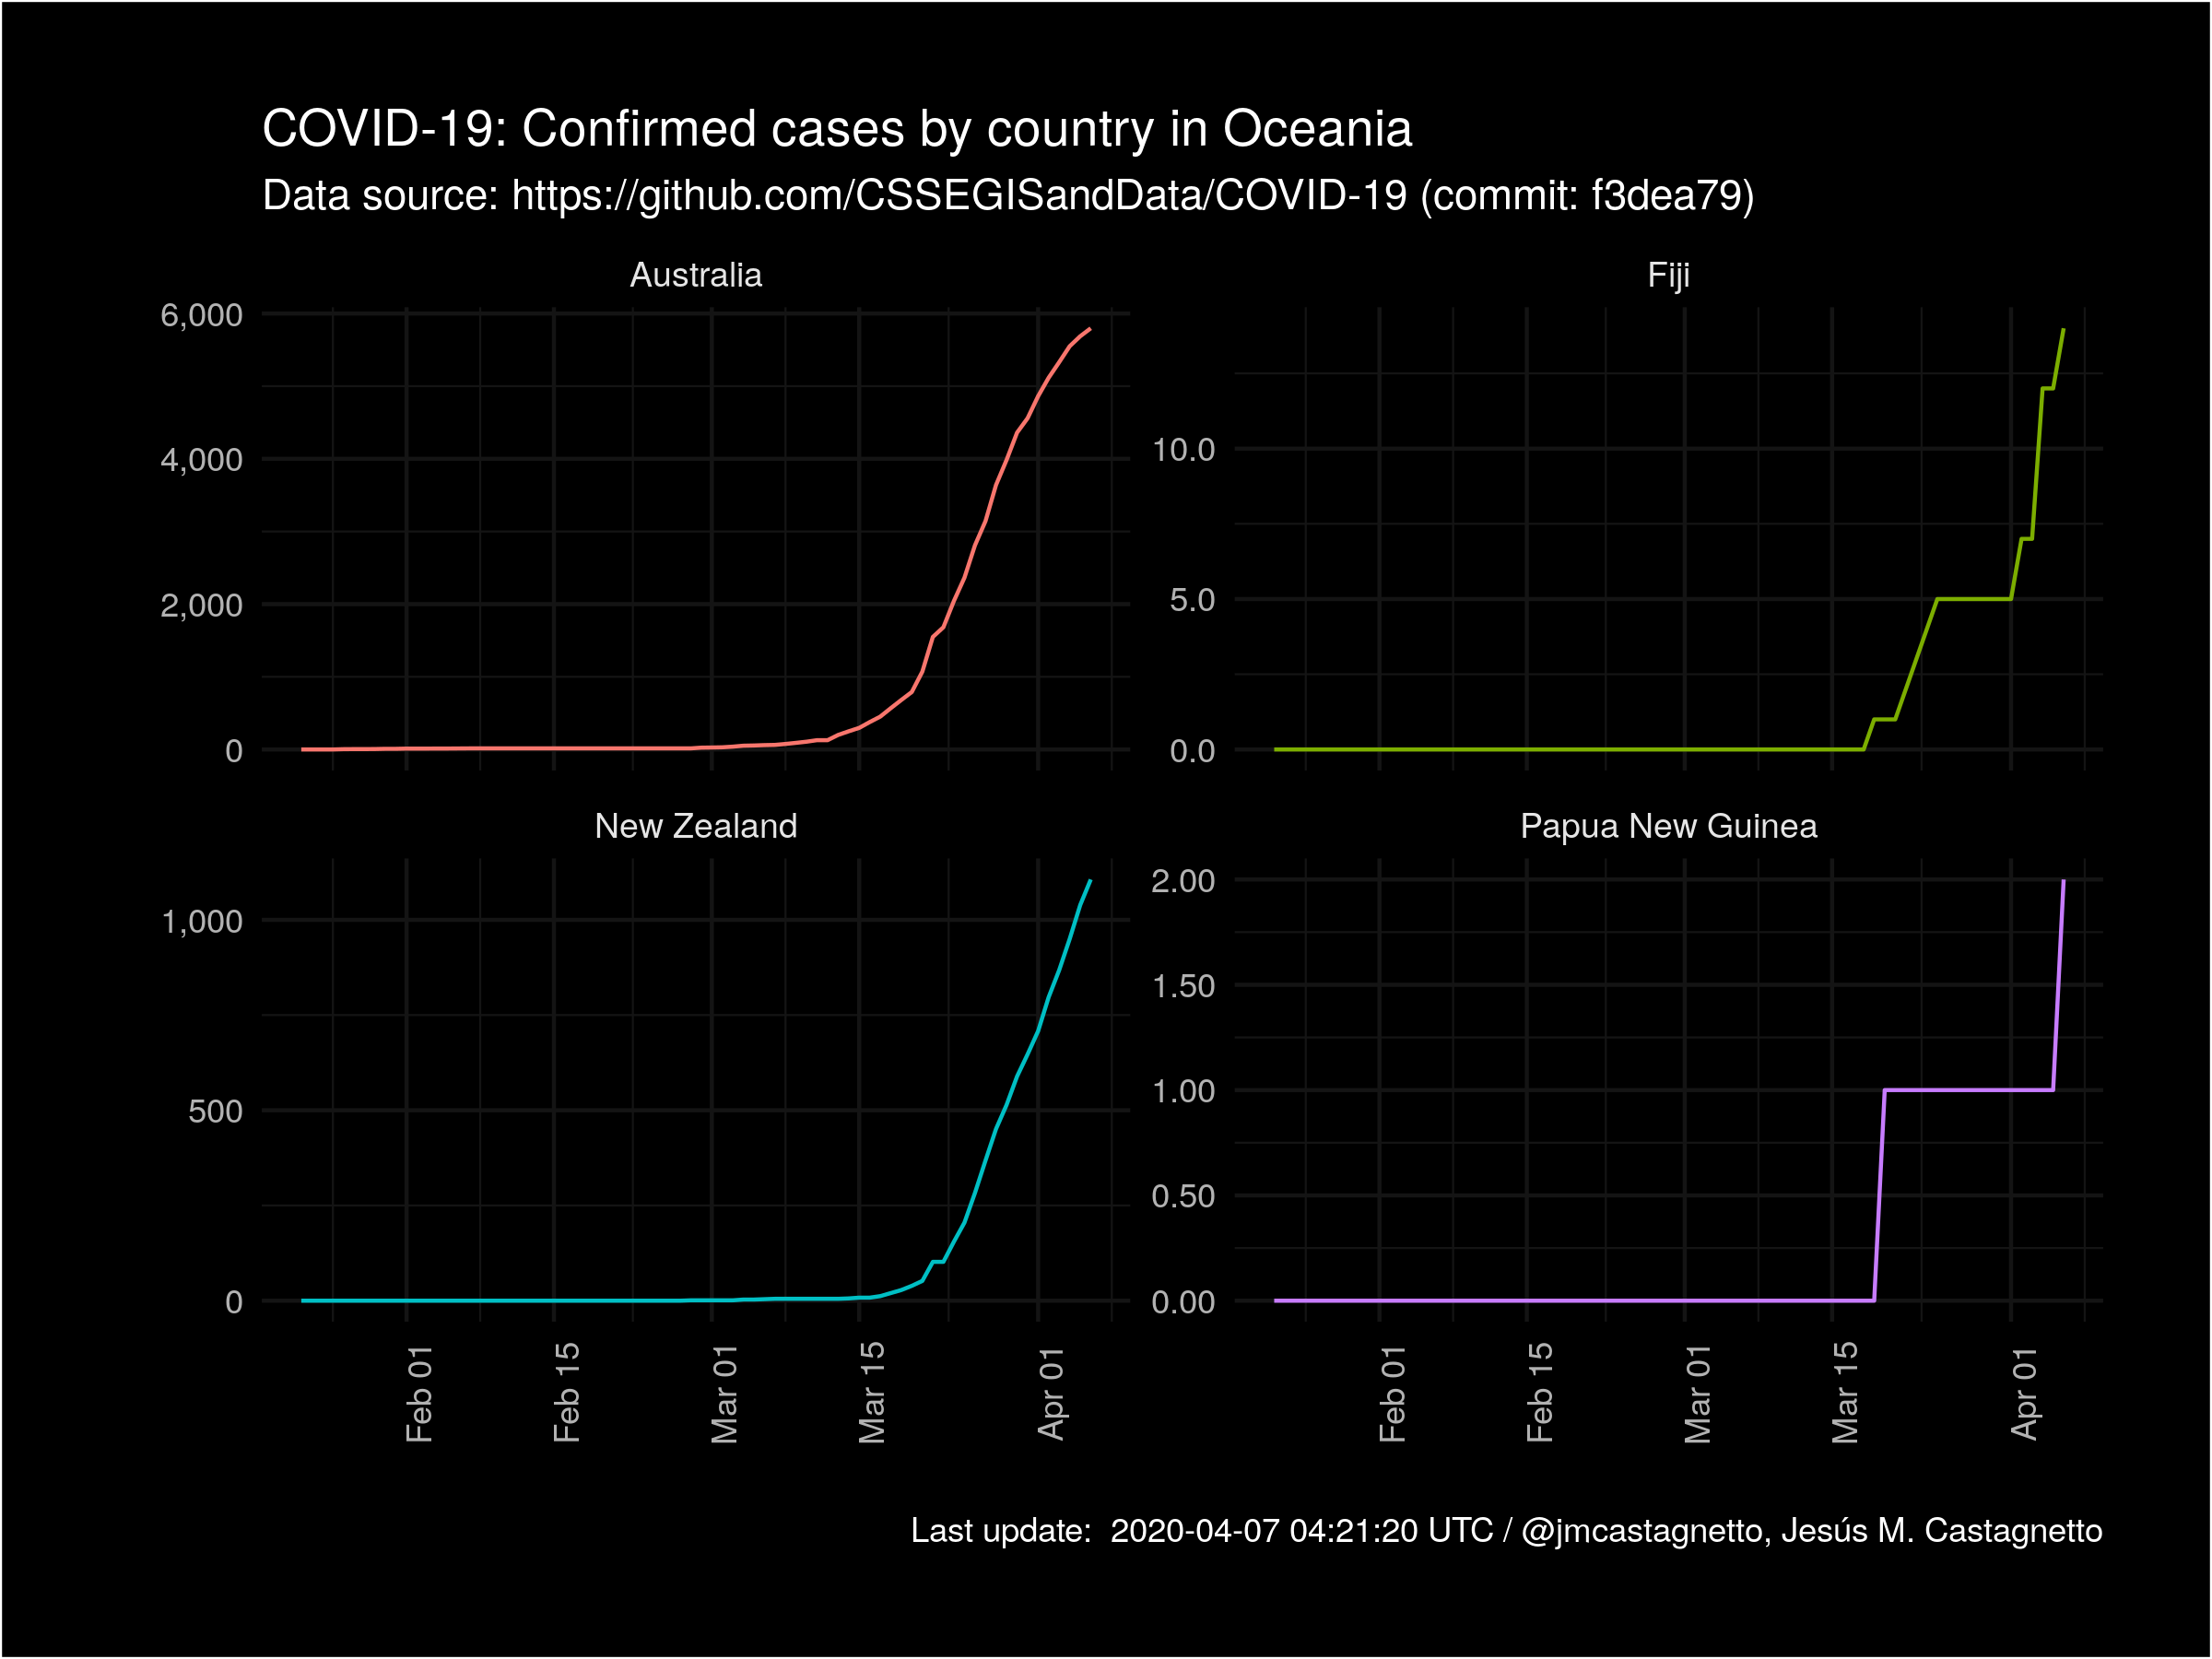 COVID-19: Confirmed cases by country in Oceania
Data source: https://github.com/CSSEGISandData/COVID-19 (commit: f3dea79)
Australia
6,000
4,000
2,000
0
Fiji
10.0
5.0
0.0
New Zealand
1,000
500
0
Feb 01
Feb 15
Mar 01
Mar 15
Apr 01
Papua New Guinea
2.00
1.50
1.00
0.50
0.00
Feb 01
Feb 15
Mar 01
Mar 15
Apr 01
Last update:  2020-04-07 04:21:20 UTC / @jmcastagnetto, Jesús M. Castagnetto